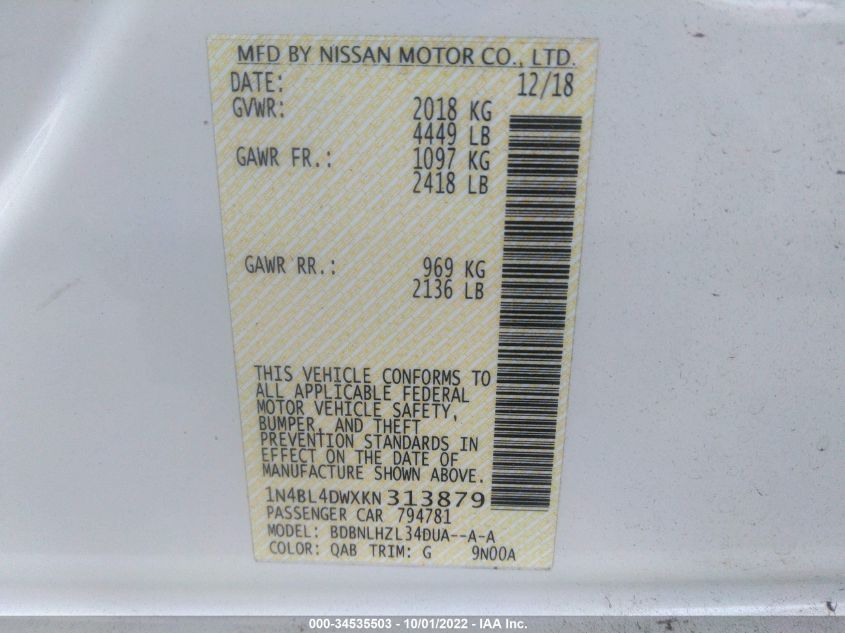 MFD BY NISSAN MOTOR CO., LTD.
DATE: 12/18
GVWR: 2018 KG
4449 LB
GAWR FR.: 1097 KG
2418 LB
GAWR RR.: 969 KG
2136 LB
THIS VEHICLE CONFORMS TO
ALL APPLICABLE FEDERAL
MOTOR VEHICLE SAFETY,
BUMPER, AND THEFT
PREVENTION STANDARDS IN
EFFECT ON THE DATE OF
MANUFACTURE SHOWN ABOVE.
1N4BL4DWXKN313879
PASSENGER CAR 794781
MODEL: BDBNLHZL34DUA--A-A
COLOR: QAB TRIM: G 9N00A
000-34535503 - 10/01/2022 - IAA Inc.